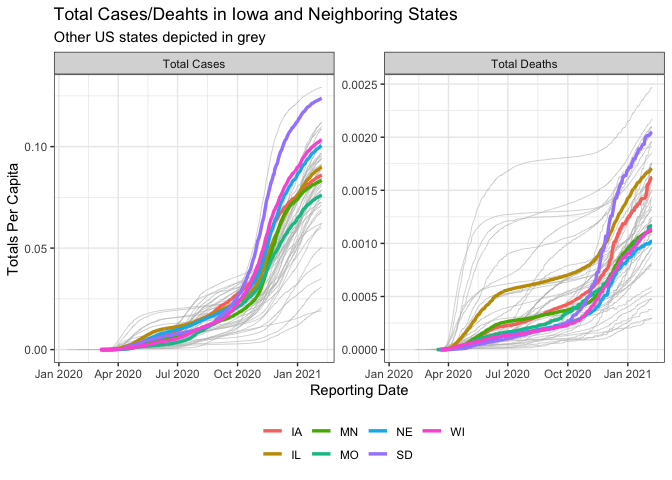 Total Cases/Deahts in Iowa and Neighboring States
Other US states depicted in grey
Total Cases
Total Deaths
Totals Per Capita
0.10
0.05
0.00
0.0025
0.0020
0.0015
0.0010
0.0005
0.0000
Jan 2020 Apr 2020 Jul 2020 Oct 2020 Jan 2021
Jan 2020 Apr 2020 Jul 2020 Oct 2020 Jan 2021
Reporting Date
IA MN NE WI
IL MO SD